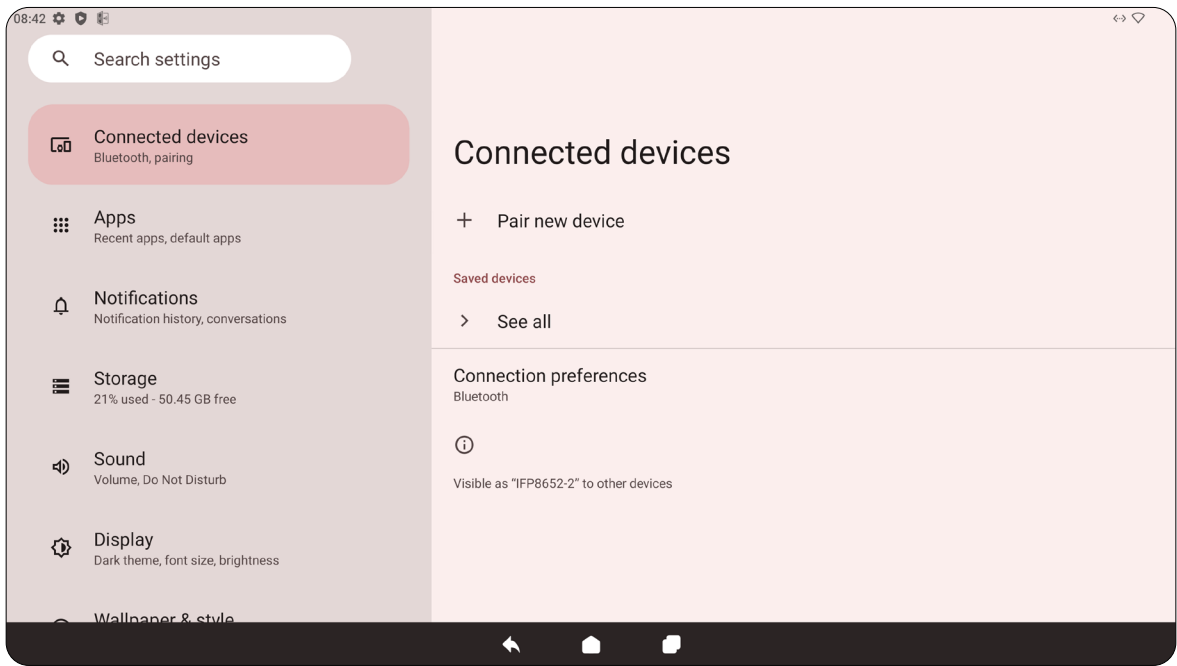 08:42
Search settings
Connected devices
Bluetooth, pairing
Apps
Recent apps, default apps
Notifications
Notification history, conversations
Storage
21% used - 50.45 GB free
Sound
Volume, Do Not Disturb
Display
Dark theme, font size, brightness
Wallpaper & style
Connected devices
Pair new device
Saved devices
See all
Connection preferences
Bluetooth
Visible as “IFP8652-2” to other devices